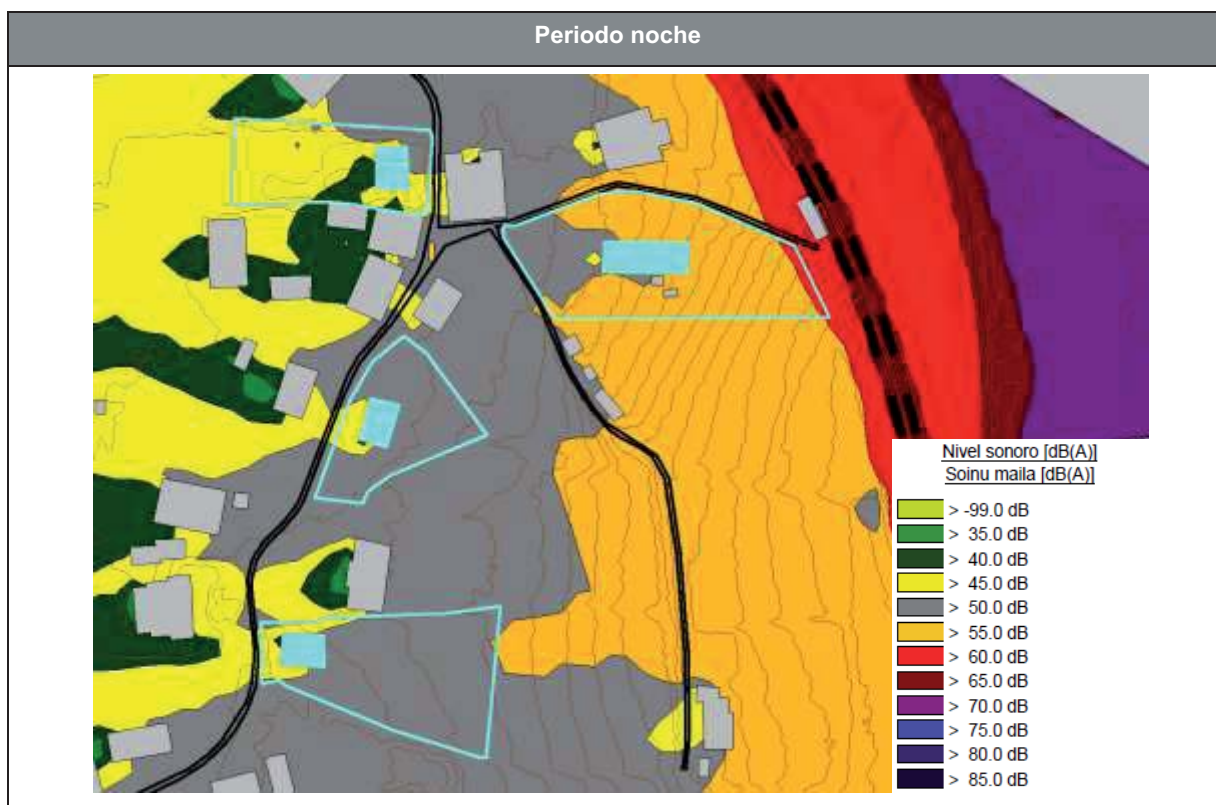 Periodo noche
Nivel sonoro [dB(A)]
Soinu maila [dB(A)]
> -99.0 dB
> 35.0 dB
> 40.0 dB
> 45.0 dB
> 50.0 dB
> 55.0 dB
> 60.0 dB
> 65.0 dB
> 70.0 dB
> 75.0 dB
> 80.0 dB
> 85.0 dB